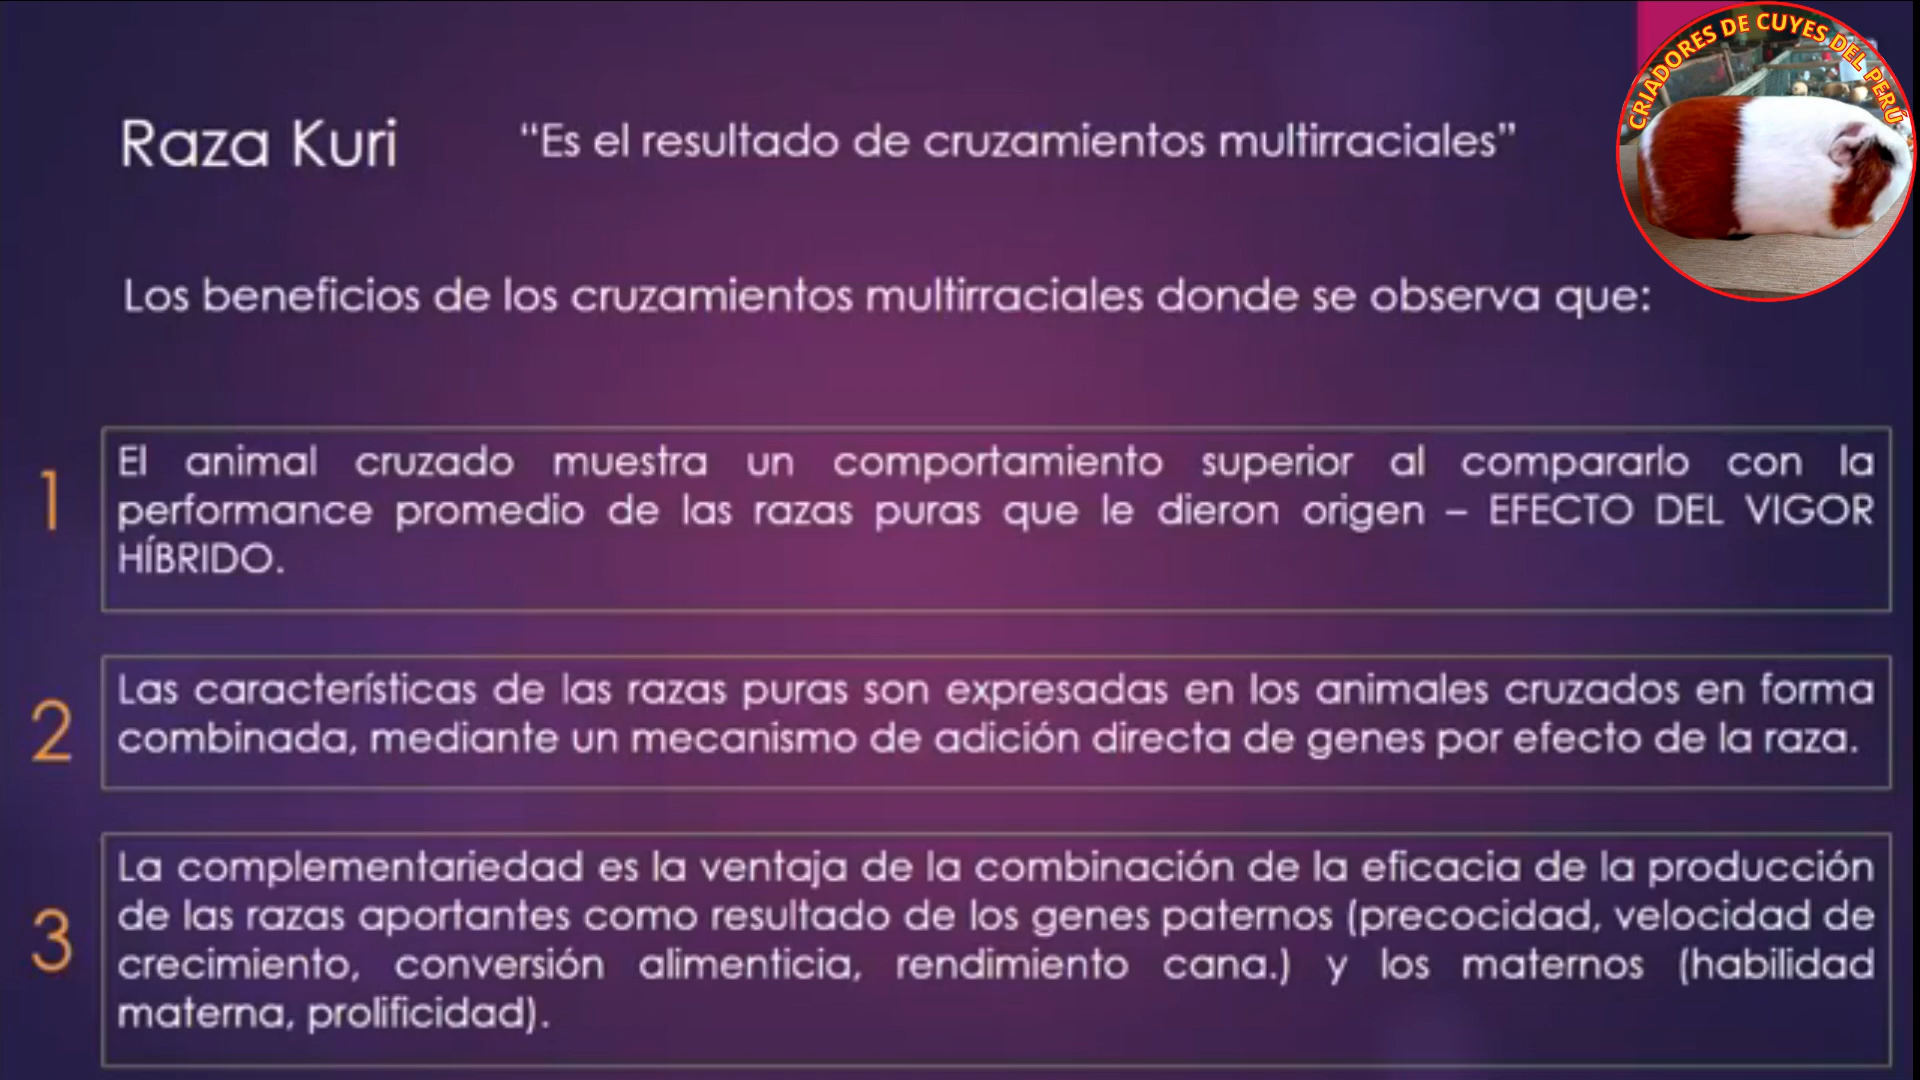 CRIADORES DE CUYES DEL PERÚ
Raza Kuri “Es el resultado de cruzamientos multirraciales”
Los beneficios de los cruzamientos multirraciales donde se observa que:
1
El animal cruzado muestra un comportamiento superior al compararlo con la
performance promedio de las razas puras que le dieron origen – EFECTO DEL VIGOR
HÍBRIDO.
2
Las características de las razas puras son expresadas en los animales cruzados en forma
combinada, mediante un mecanismo de adición directa de genes por efecto de la raza.
3
La complementariedad es la ventaja de la combinación de la eficacia de la producción
de las razas aportantes como resultado de los genes paternos (precocidad, velocidad de
crecimiento, conversión alimenticia, rendimiento cana.) y los maternos (habilidad
materna, prolificidad).